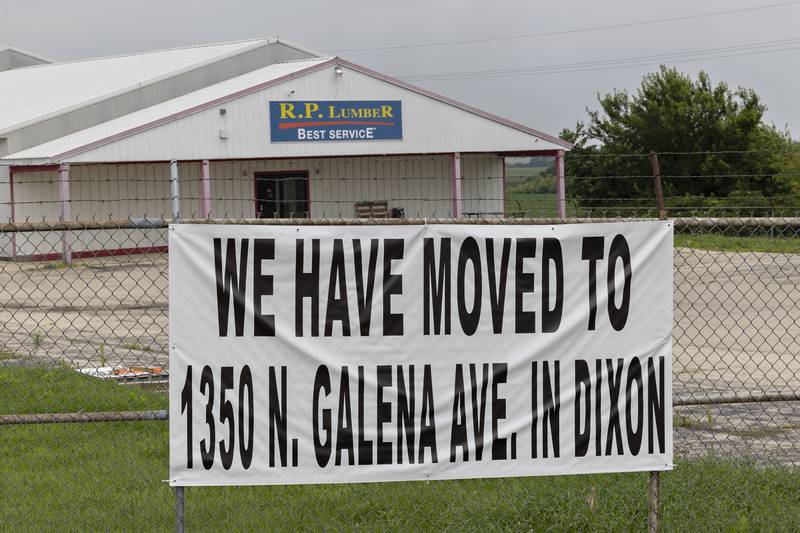 R.P. LUMBER
BEST SERVICE
WE HAVE MOVED TO
1350 N. GALENA AVE. IN DIXON